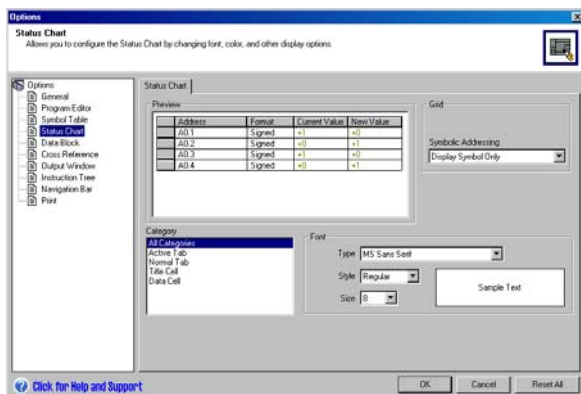 Options
Status Chart
Allows you to configure the Status Chart by changing font, color, and other display options.
Options
General
Program Editor
Symbol Table
Status Chart
Data Block
Cross Reference
Output Window
Instruction Tree
Navigation Bar
Print
Status Chart
Preview
Address Format Current Value New Value
A0.1 Signed +1 +0
A0.2 Signed +0 +1
A0.3 Signed +1 +0
A0.4 Signed +0 +1
Grid
Symbolic Addressing
Display Symbol Only
Category
All Categories
Active Tab
Normal Tab
Title Cell
Data Cell
Font
Type MS Sans Serif
Style Regular
Size 8
Sample Text
Click for Help and Support
OK Cancel Reset All